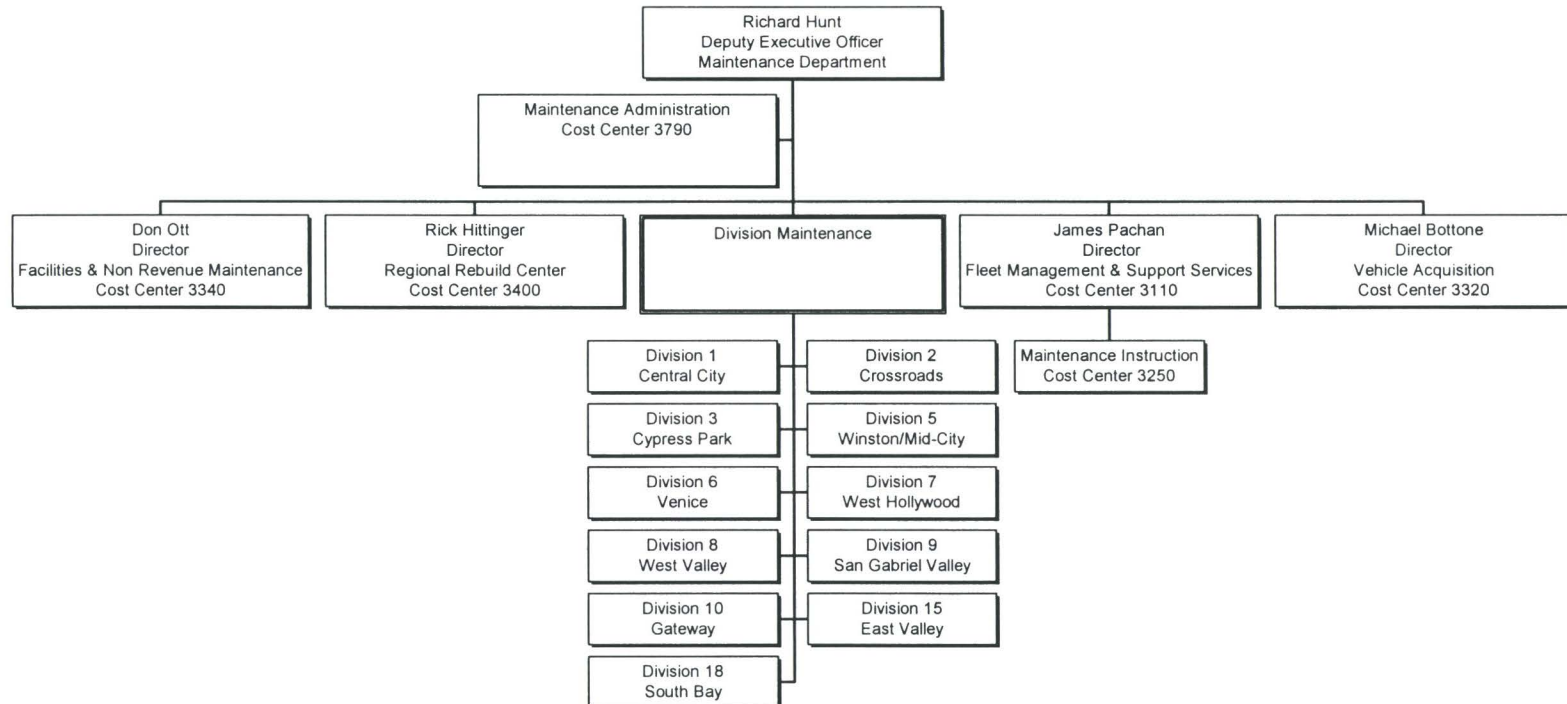 Richard Hunt
Deputy Executive Officer
Maintenance Department
Maintenance Administration
Cost Center 3790
Don Ott
Director
Facilities & Non Revenue Maintenance
Cost Center 3340
Rick Hittinger
Director
Regional Rebuild Center
Cost Center 3400
Division Maintenance
James Pachan
Director
Fleet Management & Support Services
Cost Center 3110
Michael Bottone
Director
Vehicle Acquisition
Cost Center 3320
Division 1
Central City
Division 2
Crossroads
Maintenance Instruction
Cost Center 3250
Division 3
Cypress Park
Division 5
Winston/Mid-City
Division 6
Venice
Division 7
West Hollywood
Division 8
West Valley
Division 9
San Gabriel Valley
Division 10
Gateway
Division 15
East Valley
Division 18
South Bay